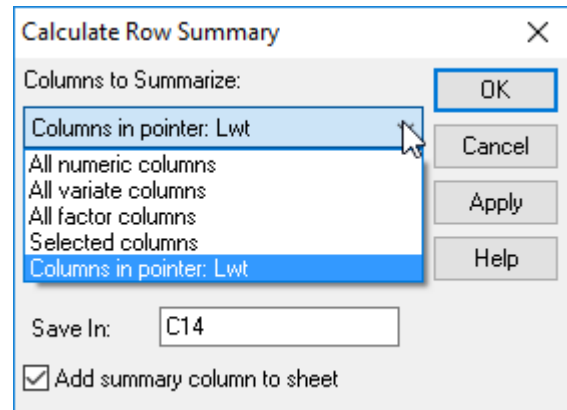 Calculate Row Summary
Columns to Summarize:
Columns in pointer: Lwt
All numeric columns
All variate columns
All factor columns
Selected columns
Columns in pointer: Lwt
OK
Cancel
Apply
Help
Save In:
C14
Add summary column to sheet